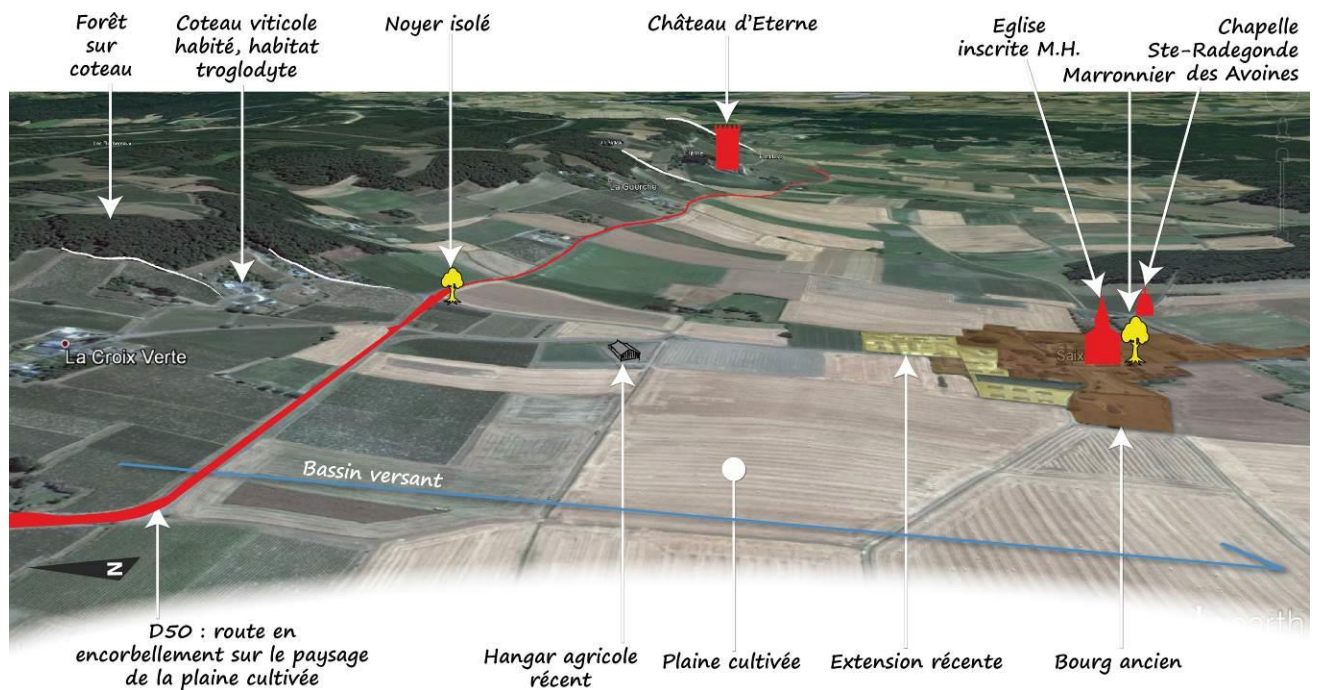 Forêt
sur
coteau
Coteau viticole
habité, habitat
troglodyte
Noyer isolé
Château d'Eterne
Eglise
inscrite M.H.
Marronnier
Chapelle
Ste-Radegonde
des Avoines
La Guerche
La Croix Verte
Saix
Bassin versant
N
earth
D50 : route en
encorbellement sur le paysage
de la plaine cultivée
Hangar agricole
récent
Plaine cultivée
Extension récente
Bourg ancien